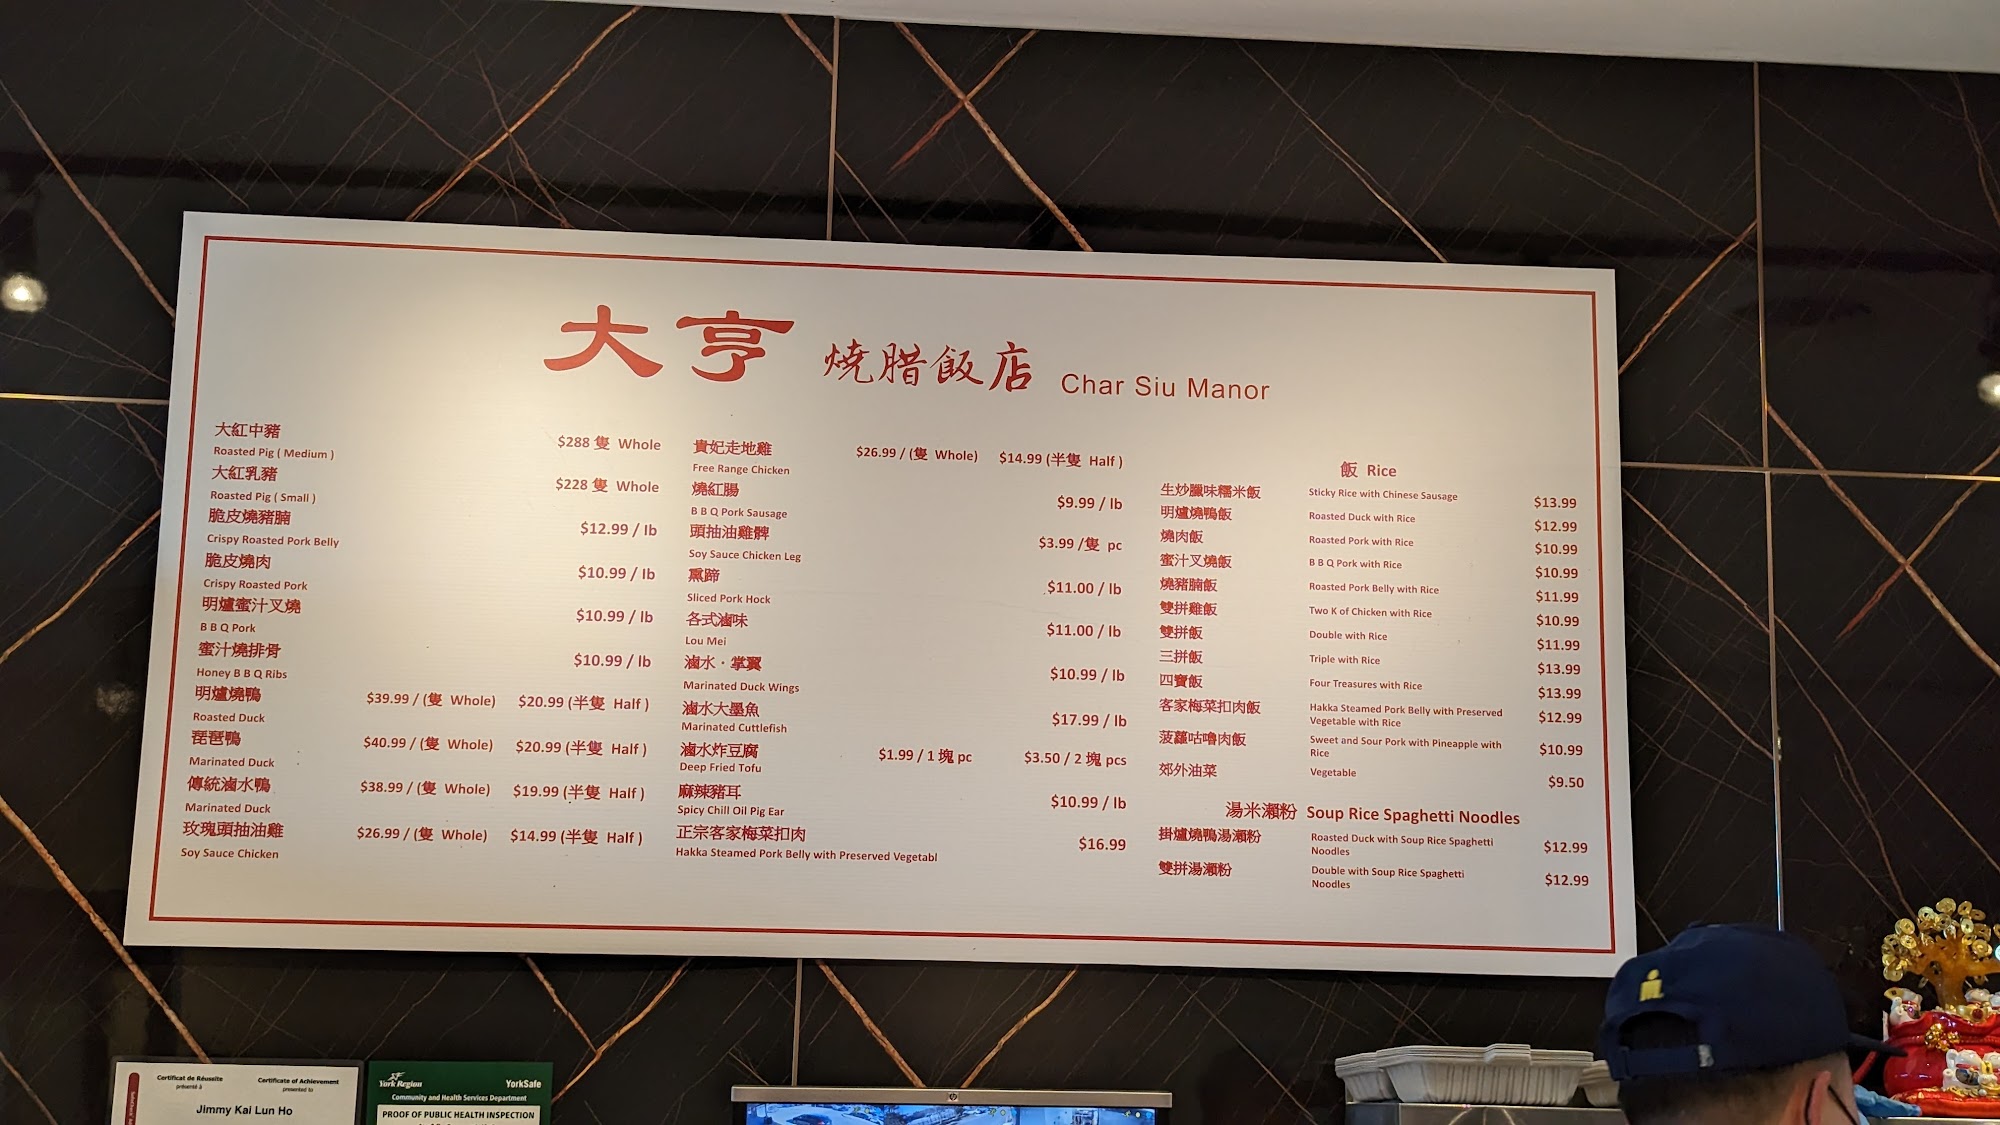 大亨 燒腊飯店 Char Siu Manor
大紅中豬 $288 隻 Whole
Roasted Pig ( Medium )
大紅乳豬 $228 隻 Whole
Roasted Pig ( Small )
脆皮燒豬腩 $12.99 / lb
Crispy Roasted Pork Belly
脆皮燒肉 $10.99 / lb
Crispy Roasted Pork
明爐蜜汁叉燒 $10.99 / lb
B B Q Pork
蜜汁燒排骨 $10.99 / lb
Honey B B Q Ribs
明爐燒鴨 $39.99 / (隻 Whole) $20.99 (半隻 Half )
Roasted Duck
琵琶鴨 $40.99 / (隻 Whole) $20.99 (半隻 Half )
Marinated Duck
傳統滷水鴨 $38.99 / (隻 Whole) $19.99 (半隻 Half )
Marinated Duck
玫瑰頭抽油雞 $26.99 / (隻 Whole) $14.99 (半隻 Half )
Soy Sauce Chicken
貴妃走地雞 $26.99 / (隻 Whole) $14.99 (半隻 Half )
Free Range Chicken
燒紅腸 $9.99 / lb
B B Q Pork Sausage
頭抽油雞髀 $3.99 /隻 pc
Soy Sauce Chicken Leg
熏蹄 $11.00 / lb
Sliced Pork Hock
各式滷味 $11.00 / lb
Lou Mei
滷水．掌翼 $10.99 / lb
Marinated Duck Wings
滷水大墨魚 $17.99 / lb
Marinated Cuttlefish
滷水炸豆腐 $1.99 / 1 塊 pc $3.50 / 2 塊 pcs
Deep Fried Tofu
麻辣豬耳 $10.99 / lb
Spicy Chill Oil Pig Ear
正宗客家梅菜扣肉 $16.99
Hakka Steamed Pork Belly with Preserved Vegetabl
飯 Rice
生炒臘味糯米飯 Sticky Rice with Chinese Sausage $13.99
明爐燒鴨飯 Roasted Duck with Rice $12.99
燒肉飯 Roasted Pork with Rice $10.99
蜜汁叉燒飯 B B Q Pork with Rice $10.99
燒豬腩飯 Roasted Pork Belly with Rice $11.99
雙拼雞飯 Two K of Chicken with Rice $10.99
雙拼飯 Double with Rice $11.99
三拼飯 Triple with Rice $13.99
四寶飯 Four Treasures with Rice $13.99
客家梅菜扣肉飯 Hakka Steamed Pork Belly with Preserved $12.99
Vegetable with Rice
菠蘿咕嚕肉飯 Sweet and Sour Pork with Pineapple with $10.99
Rice
郊外油菜 Vegetable $9.50
湯米瀨粉 Soup Rice Spaghetti Noodles
掛爐燒鴨湯瀨粉 Roasted Duck with Soup Rice Spaghetti $12.99
Noodles
雙拼湯瀨粉 Double with Soup Rice Spaghetti $12.99
Noodles
Certificat de Réussite Certificate of Achievement
présenté à presented to
Jimmy Kai Lun Ho
York Region YorkSafe
Community and Health Services Department
PROOF OF PUBLIC HEALTH INSPECTION
hp